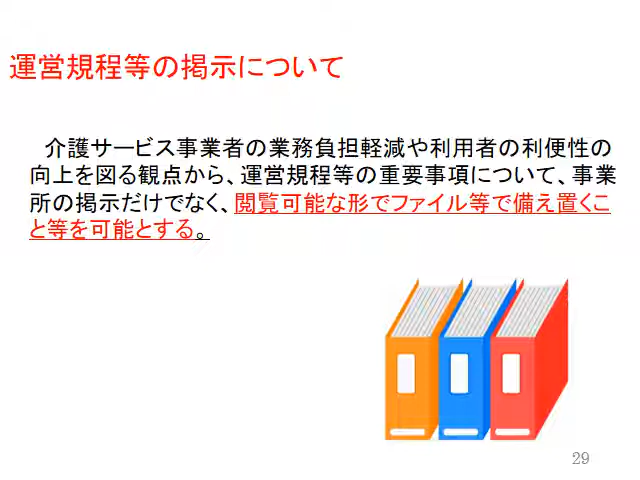 運営規程等の掲示について
介護サービス事業者の業務負担軽減や利用者の利便性の
向上を図る観点から、運営規程等の重要事項について、事業
所の掲示だけでなく、閲覧可能な形でファイル等で備え置くこ
と等を可能とする。
29